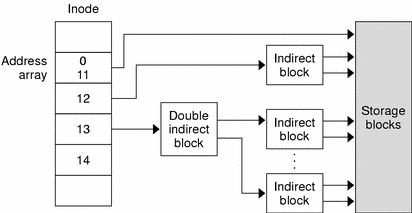 Inode
Address
array
0
11
12
13
14
Double
indirect
block
Indirect
block
Indirect
block
Indirect
block
Storage
blocks